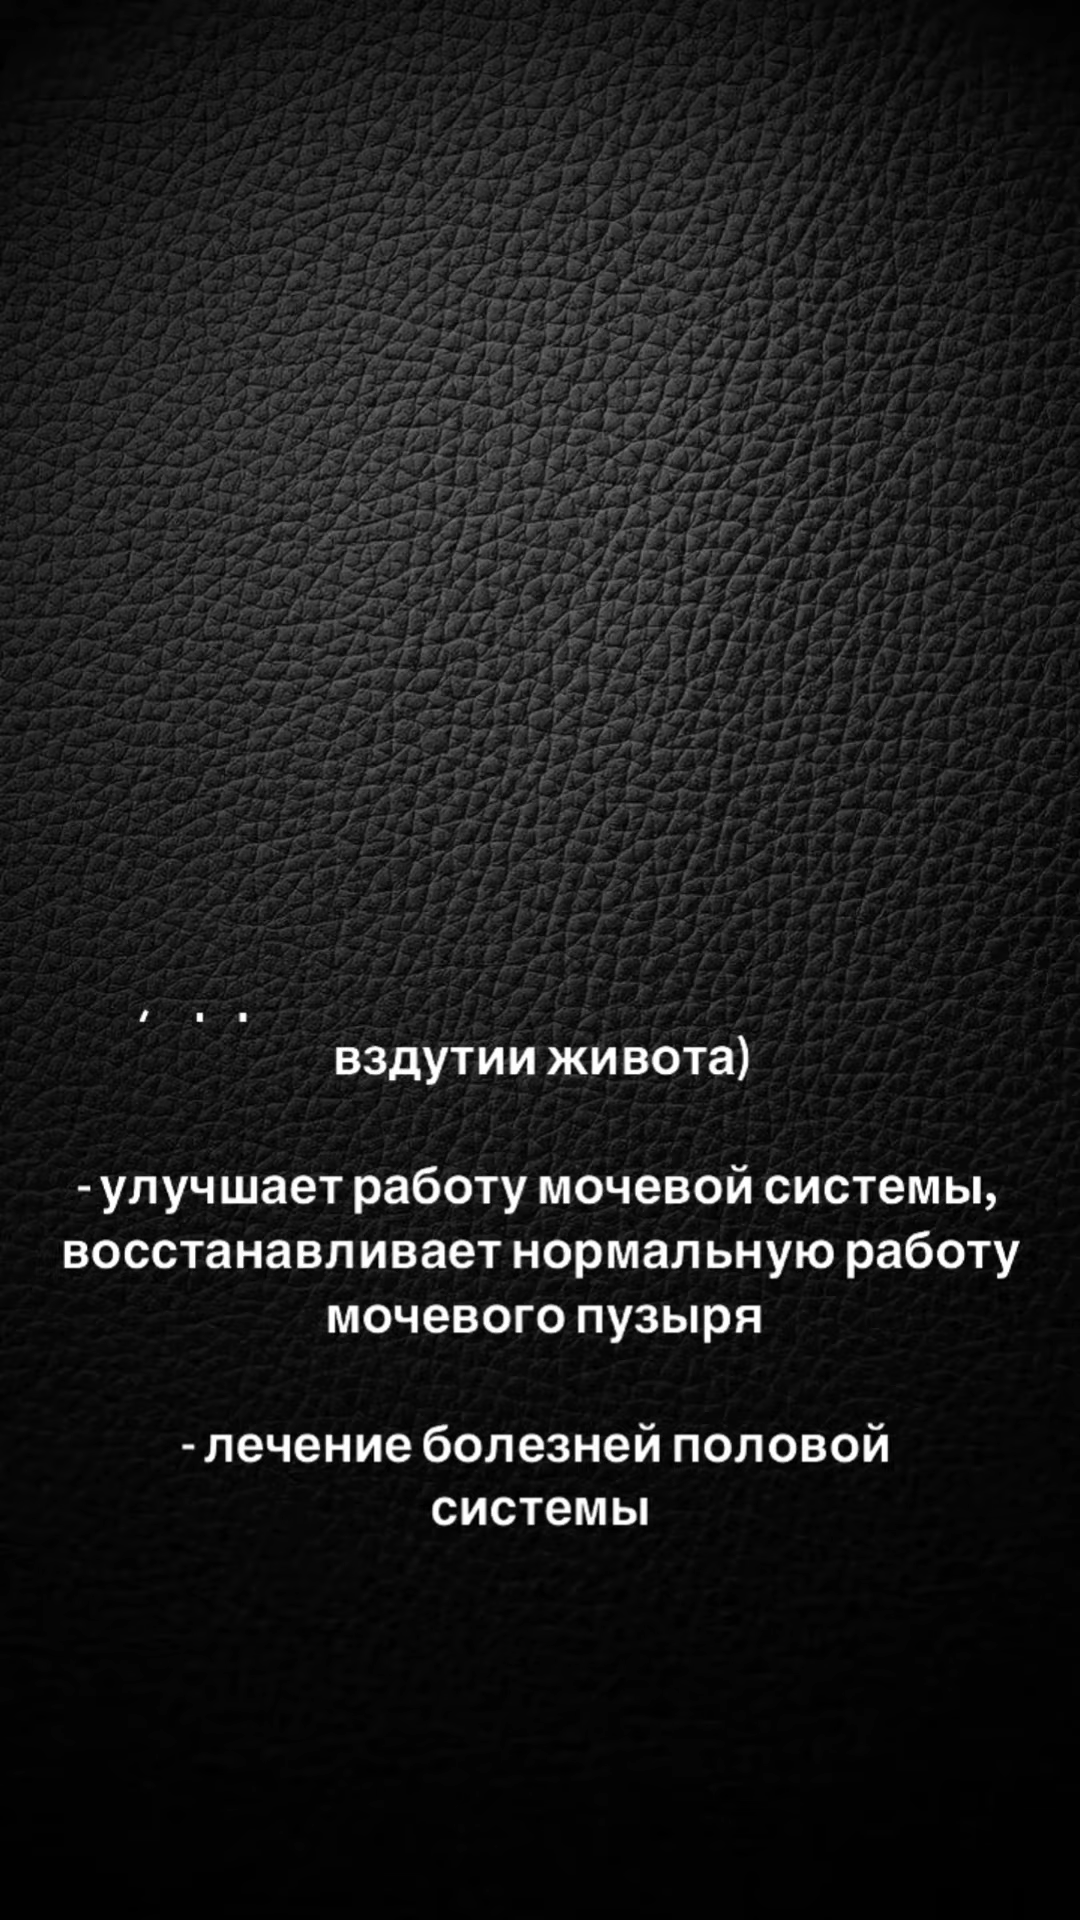 вздутии живота)
- улучшает работу мочевой системы,
восстанавливает нормальную работу
мочевого пузыря
- лечение болезней половой
системы